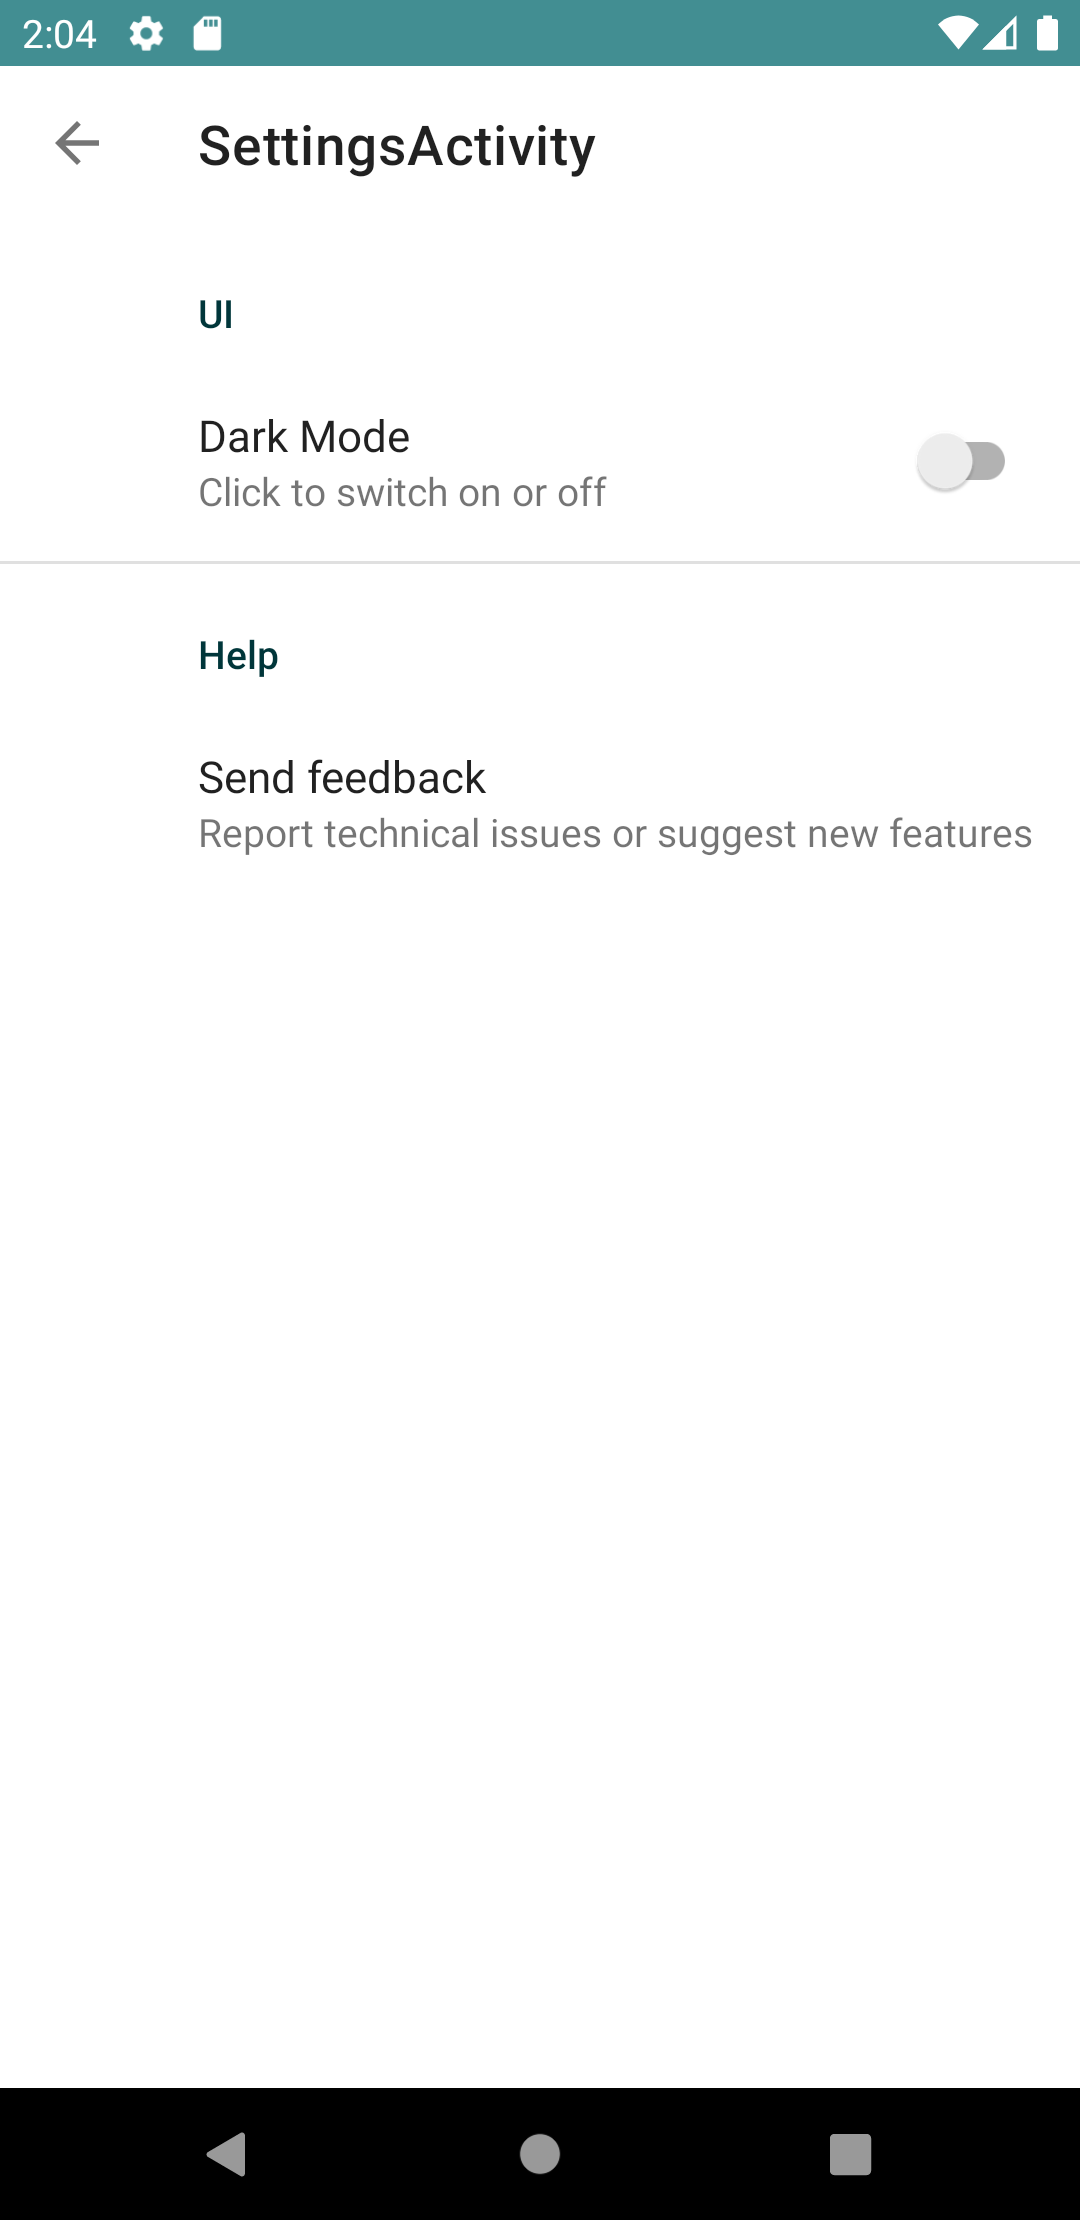 2:04
SettingsActivity
UI
Dark Mode
Click to switch on or off
Help
Send feedback
Report technical issues or suggest new features